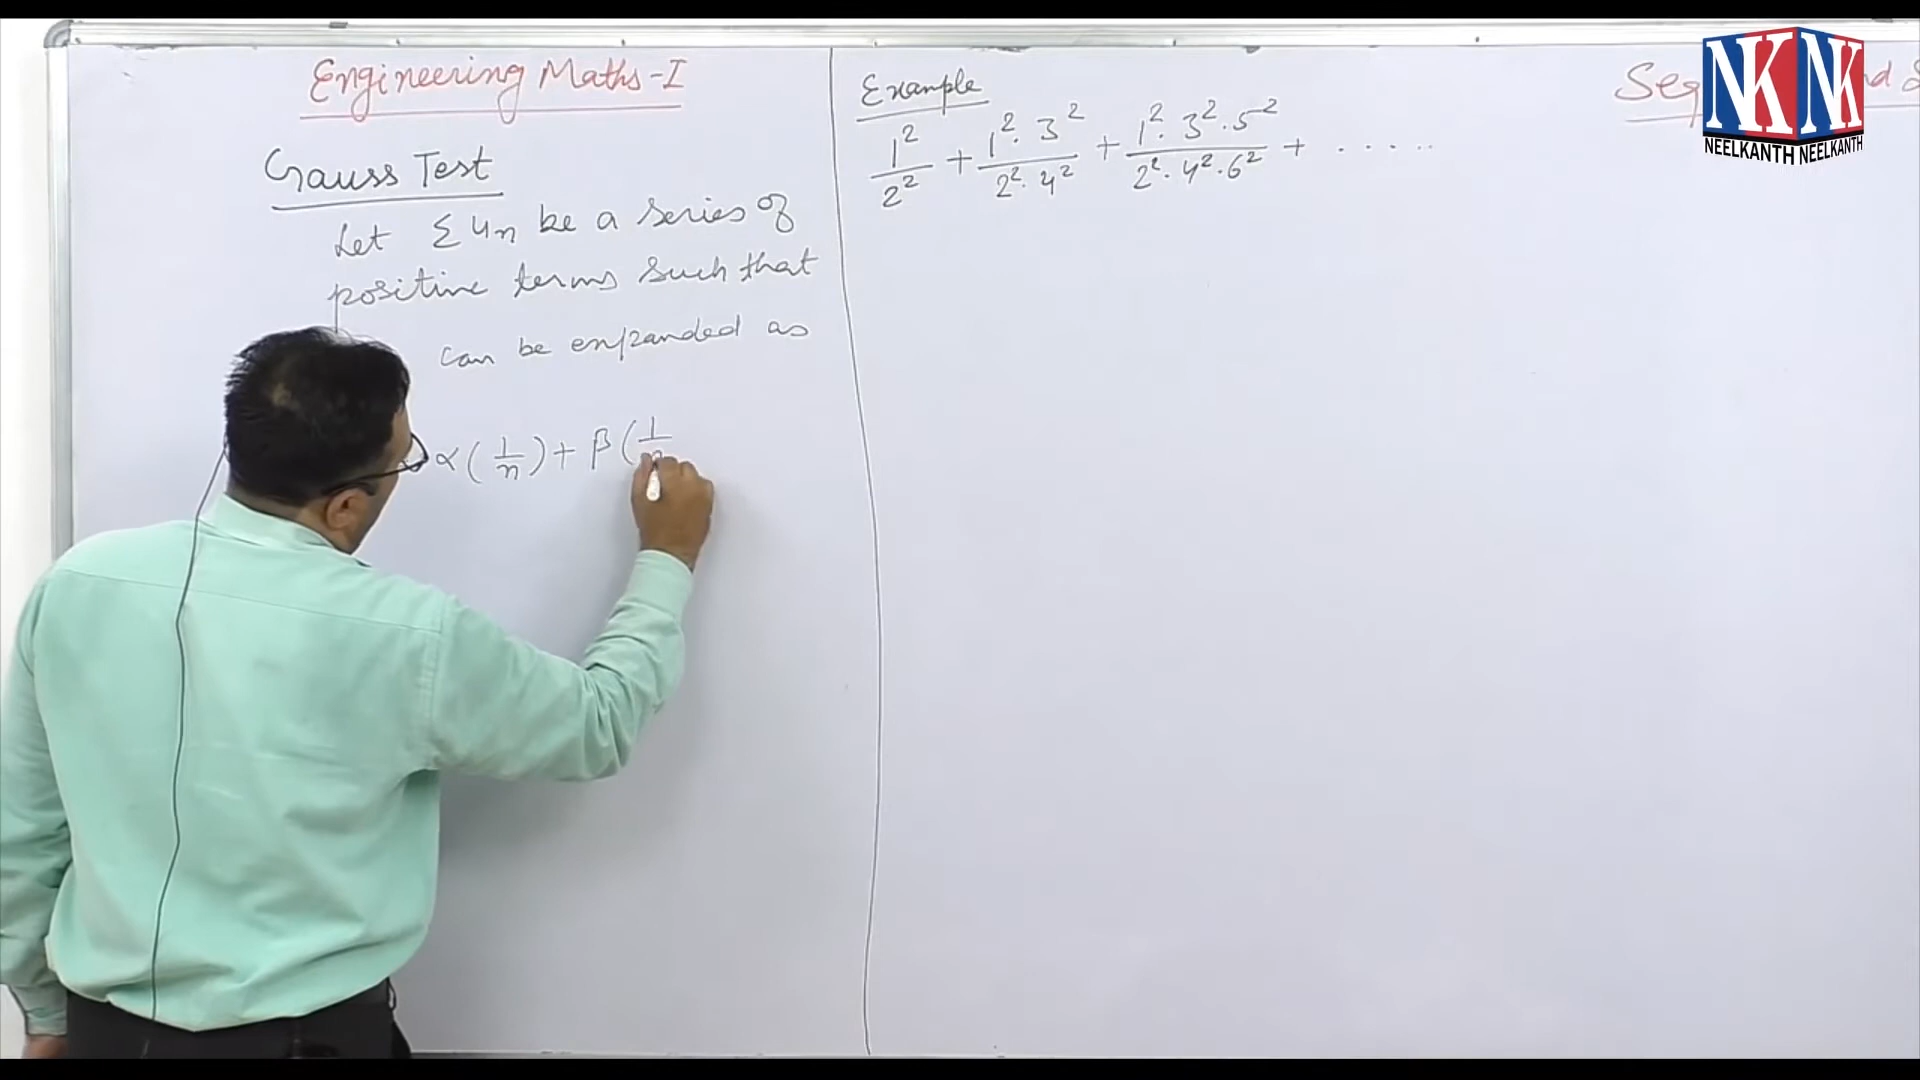 Engineering Maths-I
Gauss Test
Let Σ un be a series of
positive terms such that
can be expanded as
α(1/n) + β(1/n
Example
1²/2² + 1²·3²/2²·4² + 1²·3²·5²/2²·4²·6² + ......
NEELKANTH NEELKANTH
NK NK